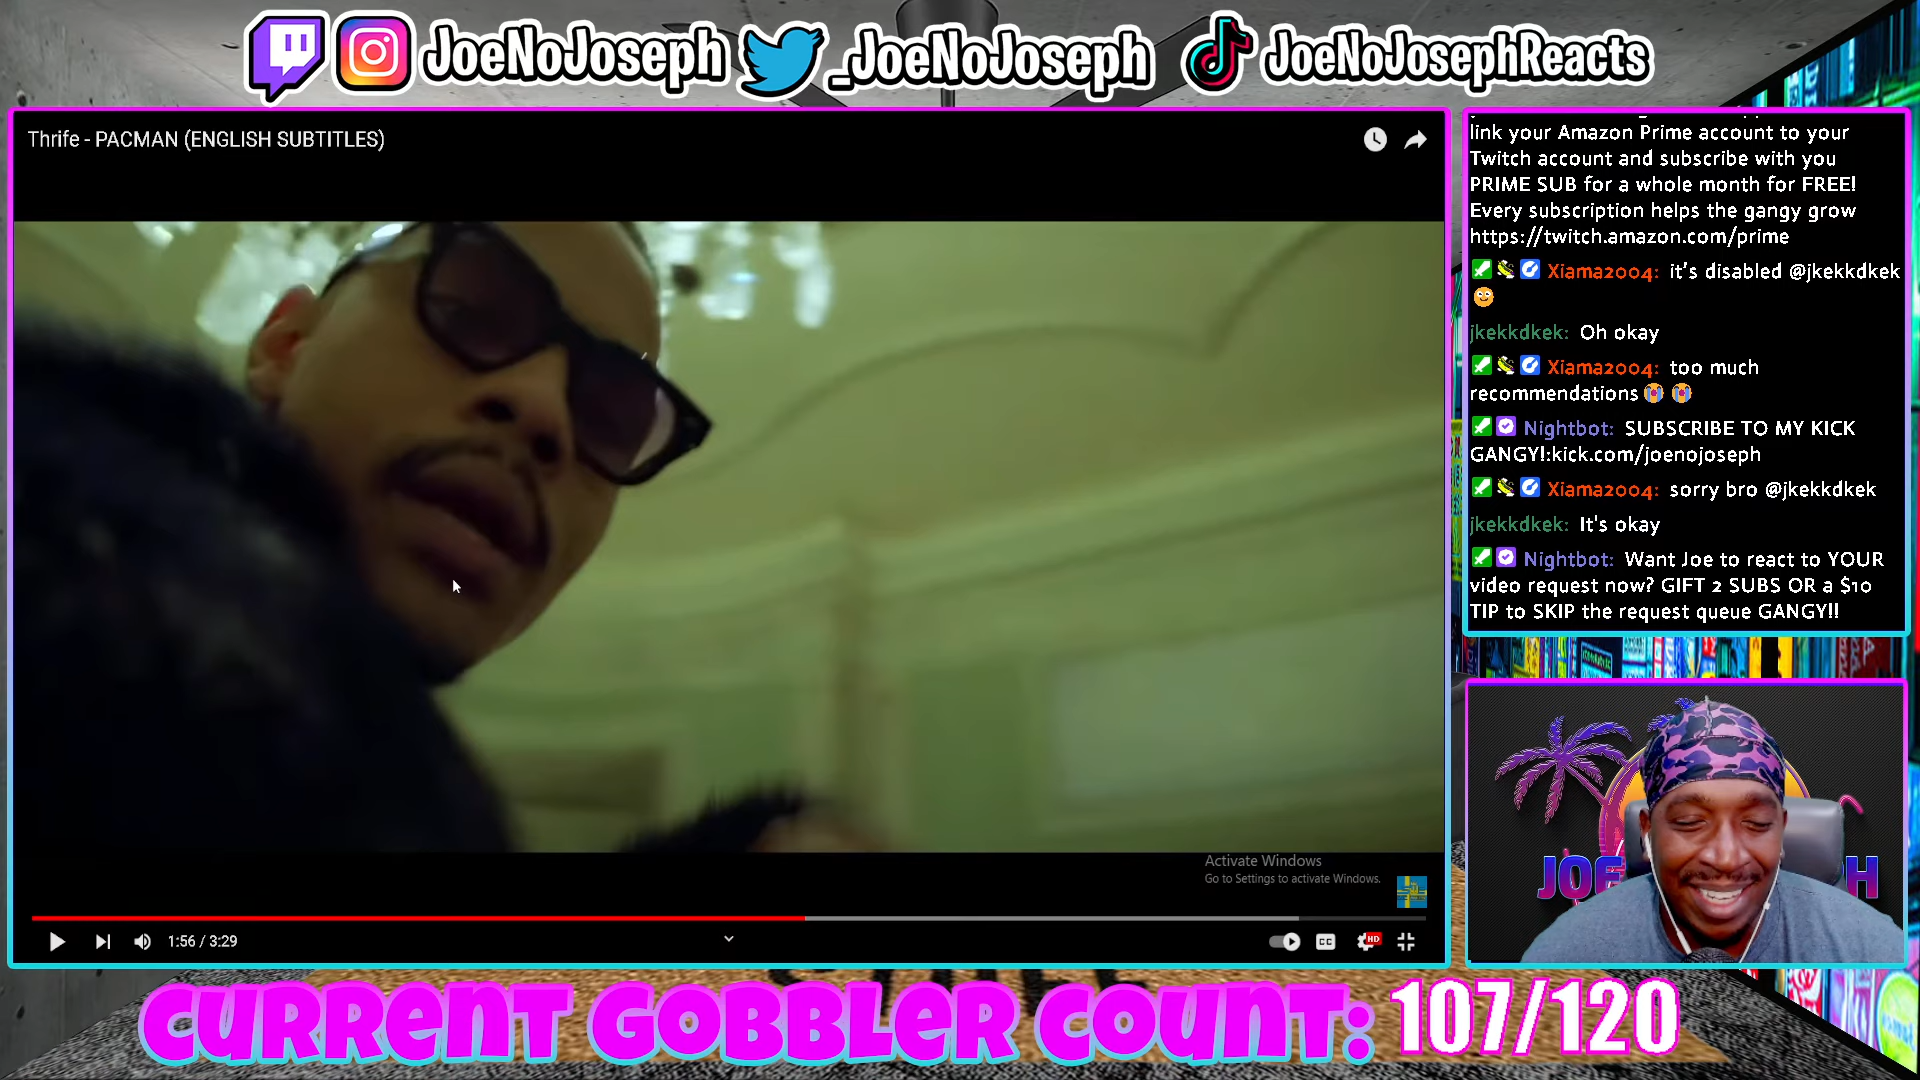 JoeNoJoseph _JoeNoJoseph JoeNoJosephReacts
Thrife - PACMAN (ENGLISH SUBTITLES)
link your Amazon Prime account to your
Twitch account and subscribe with you
PRIME SUB for a whole month for FREE!
Every subscription helps the gangy grow
https://twitch.amazon.com/prime
Xiama2004: it's disabled @jkekkdkek
jkekkdkek: Oh okay
Xiama2004: too much
recommendations
Nightbot: SUBSCRIBE TO MY KICK
GANGY!:kick.com/joenojoseph
Xiama2004: sorry bro @jkekkdkek
jkekkdkek: It's okay
Nightbot: Want Joe to react to YOUR
video request now? GIFT 2 SUBS OR a $10
TIP to SKIP the request queue GANGY!!
Activate Windows
Go to Settings to activate Windows.
1:56 / 3:29
CC
HD
JOE
H
CURRENT GOBBLER COUNT: 107/120